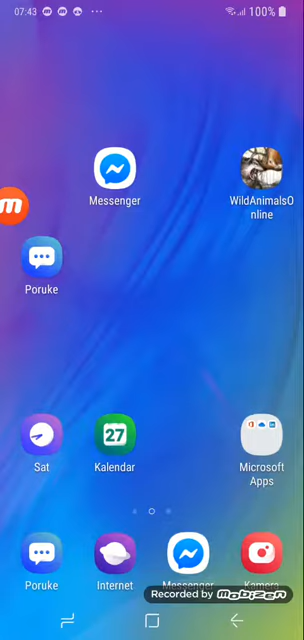 07:43 100%
Messenger
WildAnimalsO
nline
m
Poruke
27
Sat
Kalendar
Microsoft
Apps
Poruke
Internet
Messenger
Kamera
Recorded by mobizen